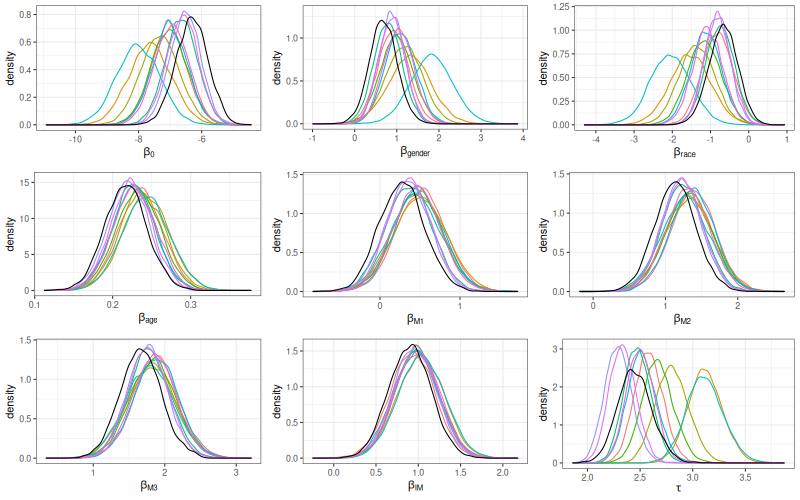 0.8
0.6
0.4
0.2
0.0
density
-10 -8 -6
β0
1.0
0.5
0.0
density
-1 0 1 2 3 4
βgender
1.25
1.00
0.75
0.50
0.25
0.00
density
-4 -3 -2 -1 0 1
βrace
15
10
5
0
density
0.1 0.2 0.3
βage
1.5
1.0
0.5
0.0
density
0 1
βM1
1.5
1.0
0.5
0.0
density
0 1 2
βM2
1.5
1.0
0.5
0.0
density
1 2 3
βM3
1.5
1.0
0.5
0.0
density
0.0 0.5 1.0 1.5 2.0
βIM
3
2
1
0
density
2.0 2.5 3.0 3.5
τ